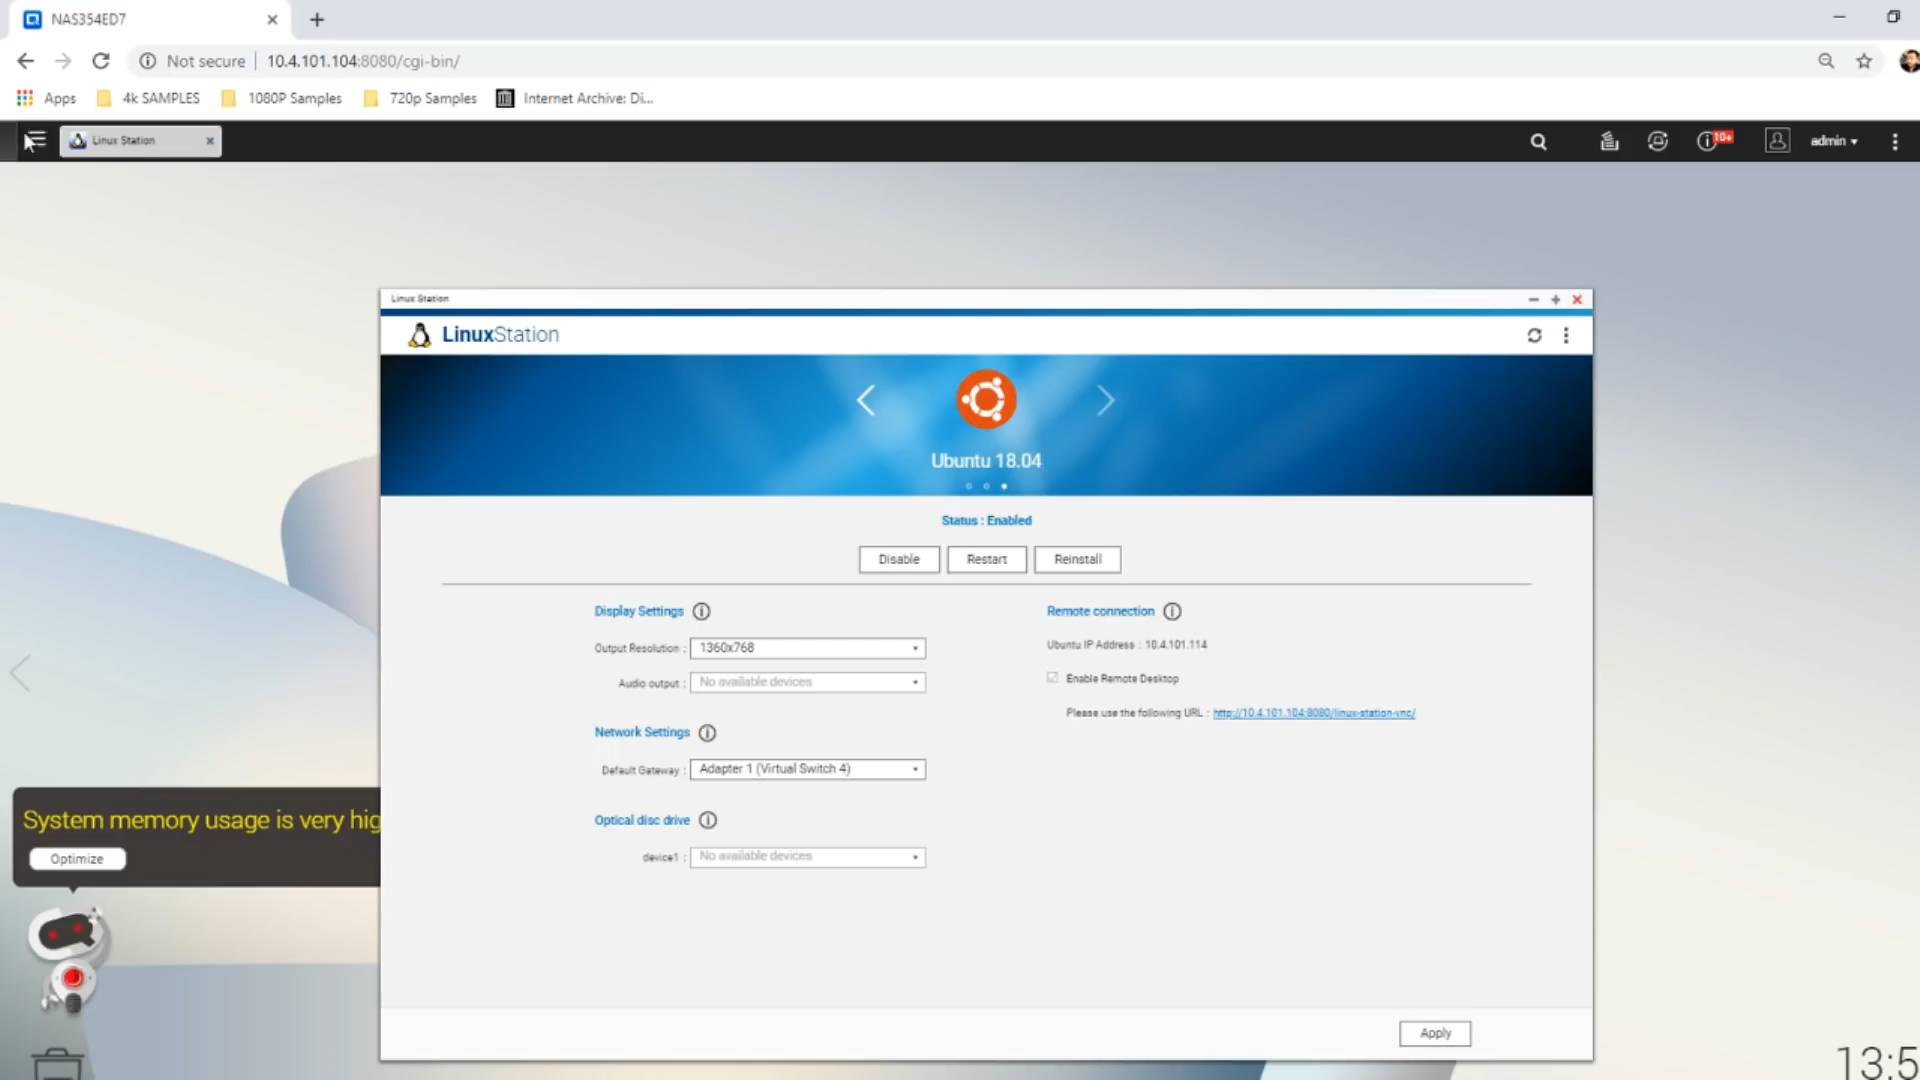 NAS354ED7
Not secure
10.4.101.104:8080/cgi-bin/
Apps
4k SAMPLES
1080P Samples
720p Samples
Internet Archive: Di...
Linux Station
10+
admin
Linux Station
LinuxStation
Ubuntu 18.04
Status : Enabled
Disable
Restart
Reinstall
Display Settings
Output Resolution :
1360x768
Audio output :
No available devices
Network Settings
Default Gateway :
Adapter 1 (Virtual Switch 4)
Optical disc drive
device1 :
No available devices
Remote connection
Ubuntu IP Address : 10.4.101.114
Enable Remote Desktop
Please use the following URL : http://10.4.101.104:8080/linux-station-vnc/
System memory usage is very hig
Optimize
Apply
13:5